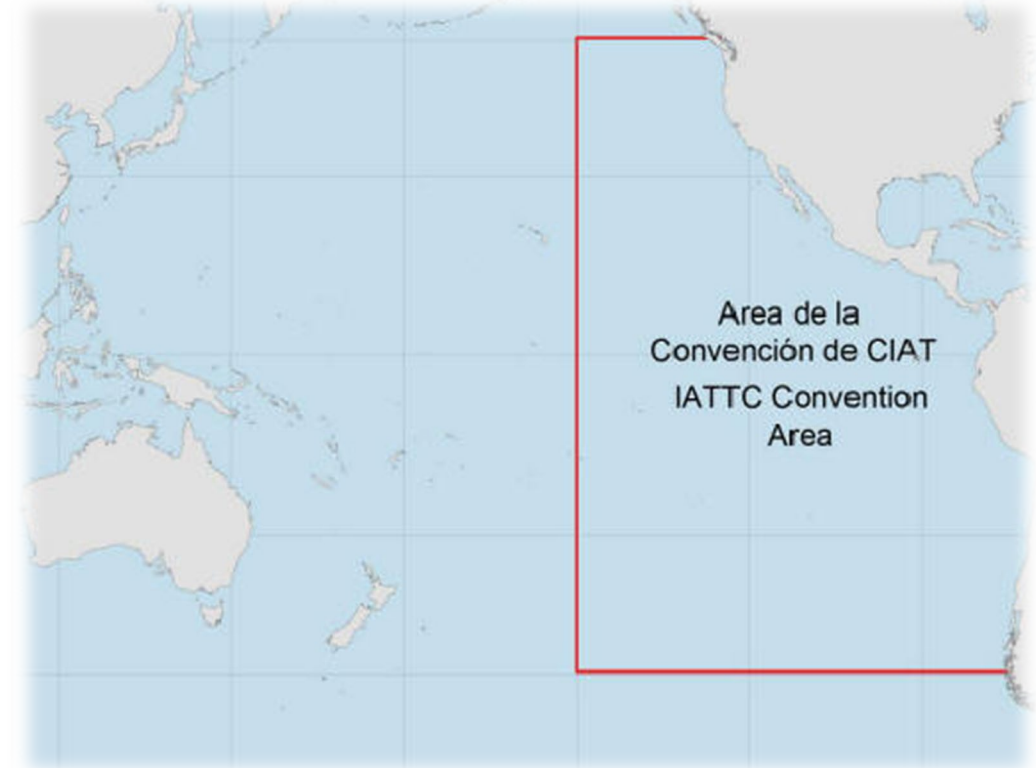 Area de la
Convención de CIAT
IATTC Convention
Area